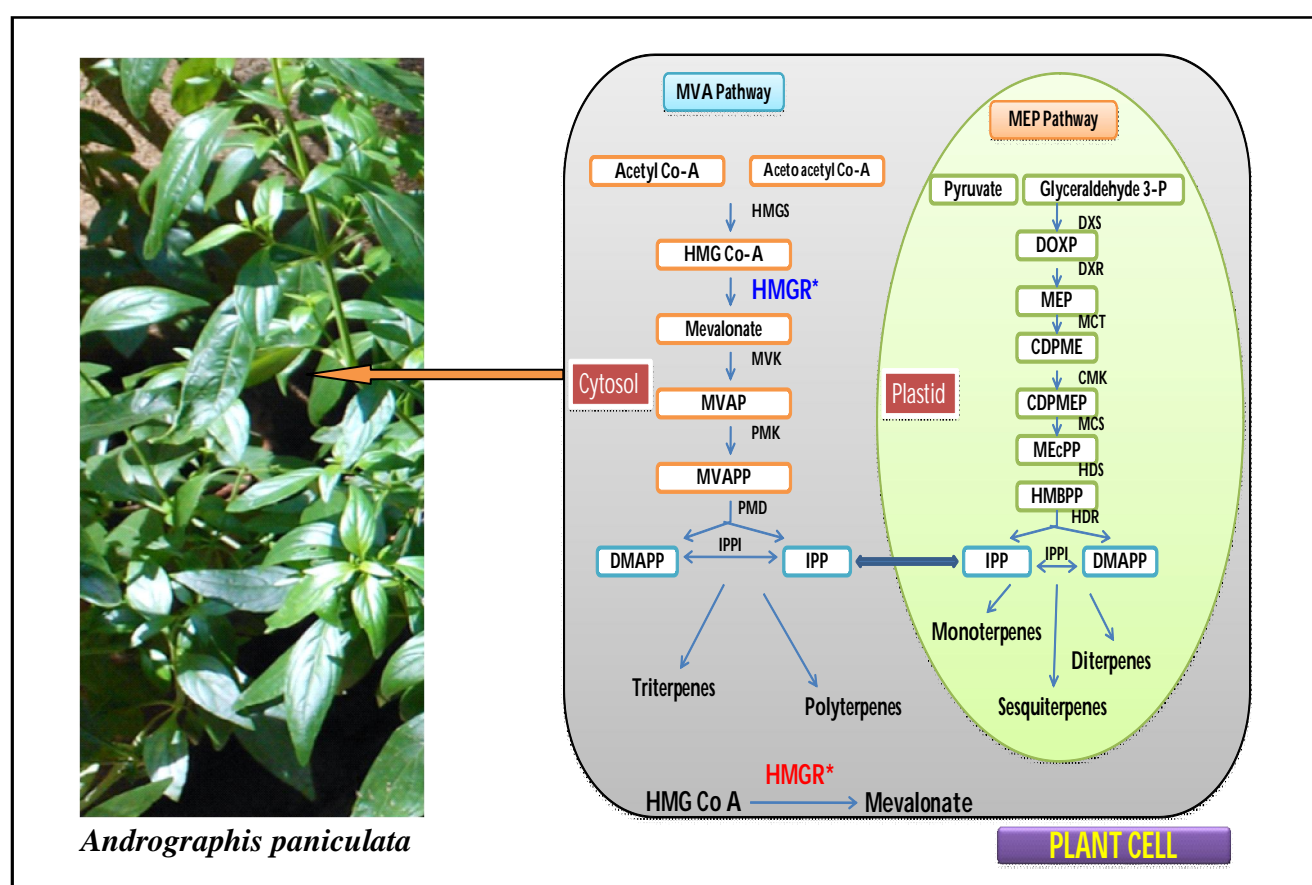 MVA Pathway
Acetyl Co-A
Aceto acetyl Co-A
HMGS
HMG Co-A
HMGR*
Mevalonate
MVK
Cytosol
MVAP
PMK
MVAPP
PMD
DMAPP
IPPI
IPP
Triterpenes
Polyterpenes
MEP Pathway
Pyruvate
Glyceraldehyde 3-P
DXS
DOXP
DXR
MEP
MCT
CDPME
CMK
Plastid
CDPMEP
MCS
MEcPP
HDS
HMBPP
HDR
IPP
IPPI
DMAPP
Monoterpenes
Diterpenes
Sesquiterpenes
HMGR*
HMG Co A
Mevalonate
Andrographis paniculata
PLANT CELL